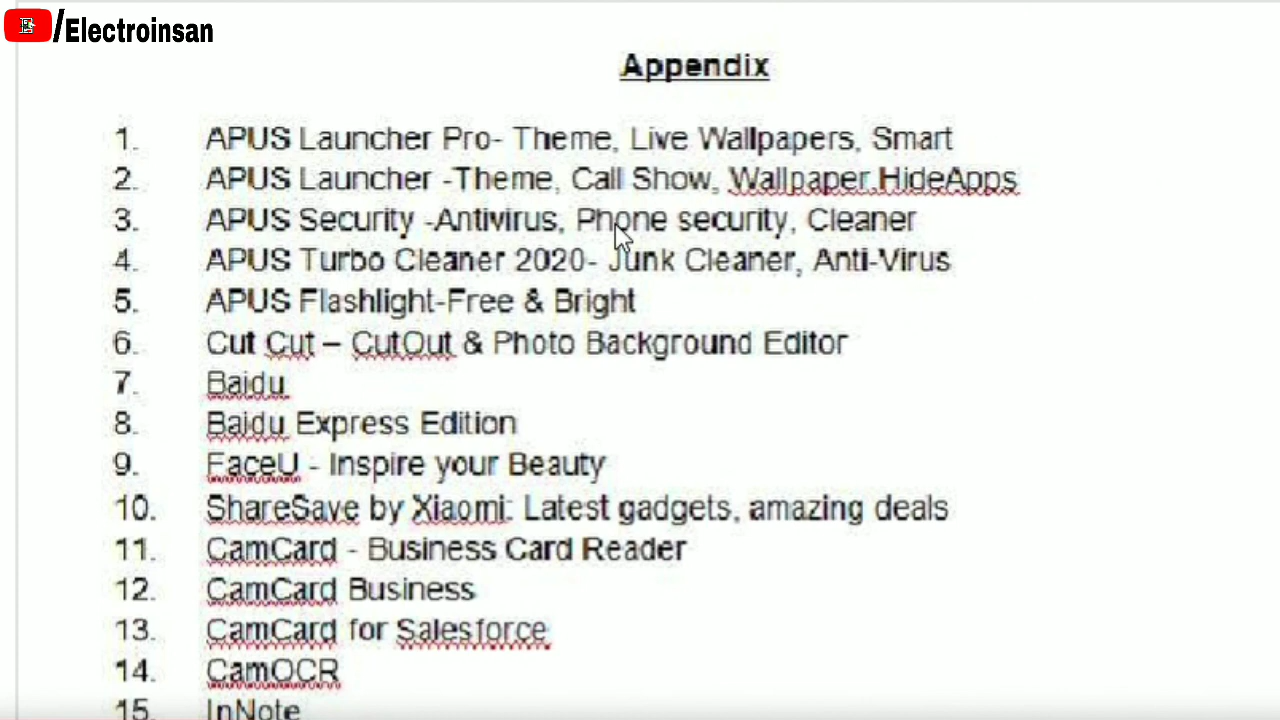 /Electroinsan
Appendix
1. APUS Launcher Pro- Theme, Live Wallpapers, Smart
2. APUS Launcher -Theme, Call Show, Wallpaper HideApps
3. APUS Security -Antivirus, Phone security, Cleaner
4. APUS Turbo Cleaner 2020- Junk Cleaner, Anti-Virus
5. APUS Flashlight-Free & Bright
6. Cut Cut – CutOut & Photo Background Editor
7. Baidu
8. Baidu Express Edition
9. FaceU - Inspire your Beauty
10. ShareSave by Xiaomi: Latest gadgets, amazing deals
11. CamCard - Business Card Reader
12. CamCard Business
13. CamCard for Salesforce
14. CamOCR
15. InNote